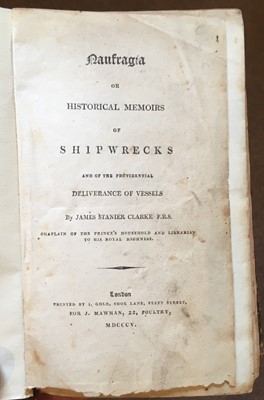 Naufragia
OR
HISTORICAL MEMOIRS
OF
SHIPWRECKS
AND OF THE PROVIDENTIAL
DELIVERANCE OF VESSELS
By JAMES STANIER CLARKE F.R.S.
CHAPLAIN OF THE PRINCE'S HOUSEHOLD AND LIBRARIAN
TO HIS ROYAL HIGHNESS.
London
PRINTED BY I. GOLD, SHOE LANE, FLEET STREET,
FOR J. MAWMAN, 22, POULTRY;
MDCCCV.